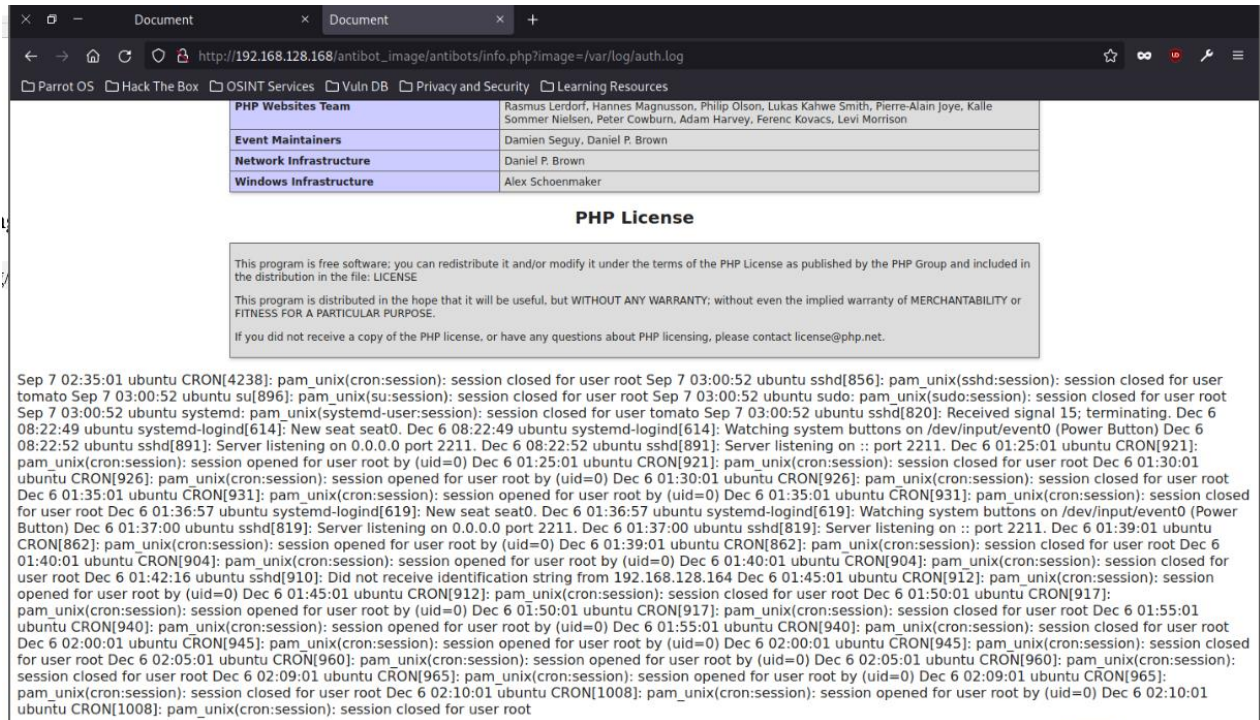 Document
Document
http://192.168.128.168/antibot_image/antibots/info.php?image=/var/log/auth.log
Parrot OS Hack The Box OSINT Services Vuln DB Privacy and Security Learning Resources
PHP Websites Team
Rasmus Lerdorf, Hannes Magnusson, Philip Olson, Lukas Kahwe Smith, Pierre-Alain Joye, Kalle
Sommer Nielsen, Peter Cowburn, Adam Harvey, Ferenc Kovacs, Levi Morrison
Event Maintainers
Damien Seguy, Daniel P. Brown
Network Infrastructure
Daniel P. Brown
Windows Infrastructure
Alex Schoenmaker
PHP License
This program is free software; you can redistribute it and/or modify it under the terms of the PHP License as published by the PHP Group and included in
the distribution in the file: LICENSE
This program is distributed in the hope that it will be useful, but WITHOUT ANY WARRANTY; without even the implied warranty of MERCHANTABILITY or
FITNESS FOR A PARTICULAR PURPOSE.
If you did not receive a copy of the PHP license, or have any questions about PHP licensing, please contact license@php.net.
Sep 7 02:35:01 ubuntu CRON[4238]: pam_unix(cron:session): session closed for user root Sep 7 03:00:52 ubuntu sshd[856]: pam_unix(sshd:session): session closed for user
tomato Sep 7 03:00:52 ubuntu su[896]: pam_unix(su:session): session closed for user root Sep 7 03:00:52 ubuntu sudo: pam_unix(sudo:session): session closed for user root
Sep 7 03:00:52 ubuntu systemd: pam_unix(systemd-user:session): session closed for user tomato Sep 7 03:00:52 ubuntu sshd[820]: Received signal 15; terminating. Dec 6
08:22:49 ubuntu systemd-logind[614]: New seat seat0. Dec 6 08:22:49 ubuntu systemd-logind[614]: Watching system buttons on /dev/input/event0 (Power Button) Dec 6
08:22:52 ubuntu sshd[891]: Server listening on 0.0.0.0 port 2211. Dec 6 08:22:52 ubuntu sshd[891]: Server listening on :: port 2211. Dec 6 01:25:01 ubuntu CRON[921]:
pam_unix(cron:session): session opened for user root by (uid=0) Dec 6 01:25:01 ubuntu CRON[921]: pam_unix(cron:session): session closed for user root Dec 6 01:30:01
ubuntu CRON[926]: pam_unix(cron:session): session opened for user root by (uid=0) Dec 6 01:30:01 ubuntu CRON[926]: pam_unix(cron:session): session closed for user root
Dec 6 01:35:01 ubuntu CRON[931]: pam_unix(cron:session): session opened for user root by (uid=0) Dec 6 01:35:01 ubuntu CRON[931]: pam_unix(cron:session): session closed
for user root Dec 6 01:36:57 ubuntu systemd-logind[619]: New seat seat0. Dec 6 01:36:57 ubuntu systemd-logind[619]: Watching system buttons on /dev/input/event0 (Power
Button) Dec 6 01:37:00 ubuntu sshd[819]: Server listening on 0.0.0.0 port 2211. Dec 6 01:37:00 ubuntu sshd[819]: Server listening on :: port 2211. Dec 6 01:39:01 ubuntu
CRON[862]: pam_unix(cron:session): session opened for user root by (uid=0) Dec 6 01:39:01 ubuntu CRON[862]: pam_unix(cron:session): session closed for user root Dec 6
01:40:01 ubuntu CRON[904]: pam_unix(cron:session): session opened for user root by (uid=0) Dec 6 01:40:01 ubuntu CRON[904]: pam_unix(cron:session): session closed for
user root Dec 6 01:42:16 ubuntu sshd[910]: Did not receive identification string from 192.168.128.164 Dec 6 01:45:01 ubuntu CRON[912]: pam_unix(cron:session): session
opened for user root by (uid=0) Dec 6 01:45:01 ubuntu CRON[912]: pam_unix(cron:session): session closed for user root Dec 6 01:50:01 ubuntu CRON[917]:
pam_unix(cron:session): session opened for user root by (uid=0) Dec 6 01:50:01 ubuntu CRON[917]: pam_unix(cron:session): session closed for user root Dec 6 01:55:01
ubuntu CRON[940]: pam_unix(cron:session): session opened for user root by (uid=0) Dec 6 01:55:01 ubuntu CRON[940]: pam_unix(cron:session): session closed for user root
Dec 6 02:00:01 ubuntu CRON[945]: pam_unix(cron:session): session opened for user root by (uid=0) Dec 6 02:00:01 ubuntu CRON[945]: pam_unix(cron:session): session closed
for user root Dec 6 02:05:01 ubuntu CRON[960]: pam_unix(cron:session): session opened for user root by (uid=0) Dec 6 02:05:01 ubuntu CRON[960]: pam_unix(cron:session):
session closed for user root Dec 6 02:09:01 ubuntu CRON[965]: pam_unix(cron:session): session opened for user root by (uid=0) Dec 6 02:09:01 ubuntu CRON[965]:
pam_unix(cron:session): session closed for user root Dec 6 02:10:01 ubuntu CRON[1008]: pam_unix(cron:session): session opened for user root by (uid=0) Dec 6 02:10:01
ubuntu CRON[1008]: pam_unix(cron:session): session closed for user root